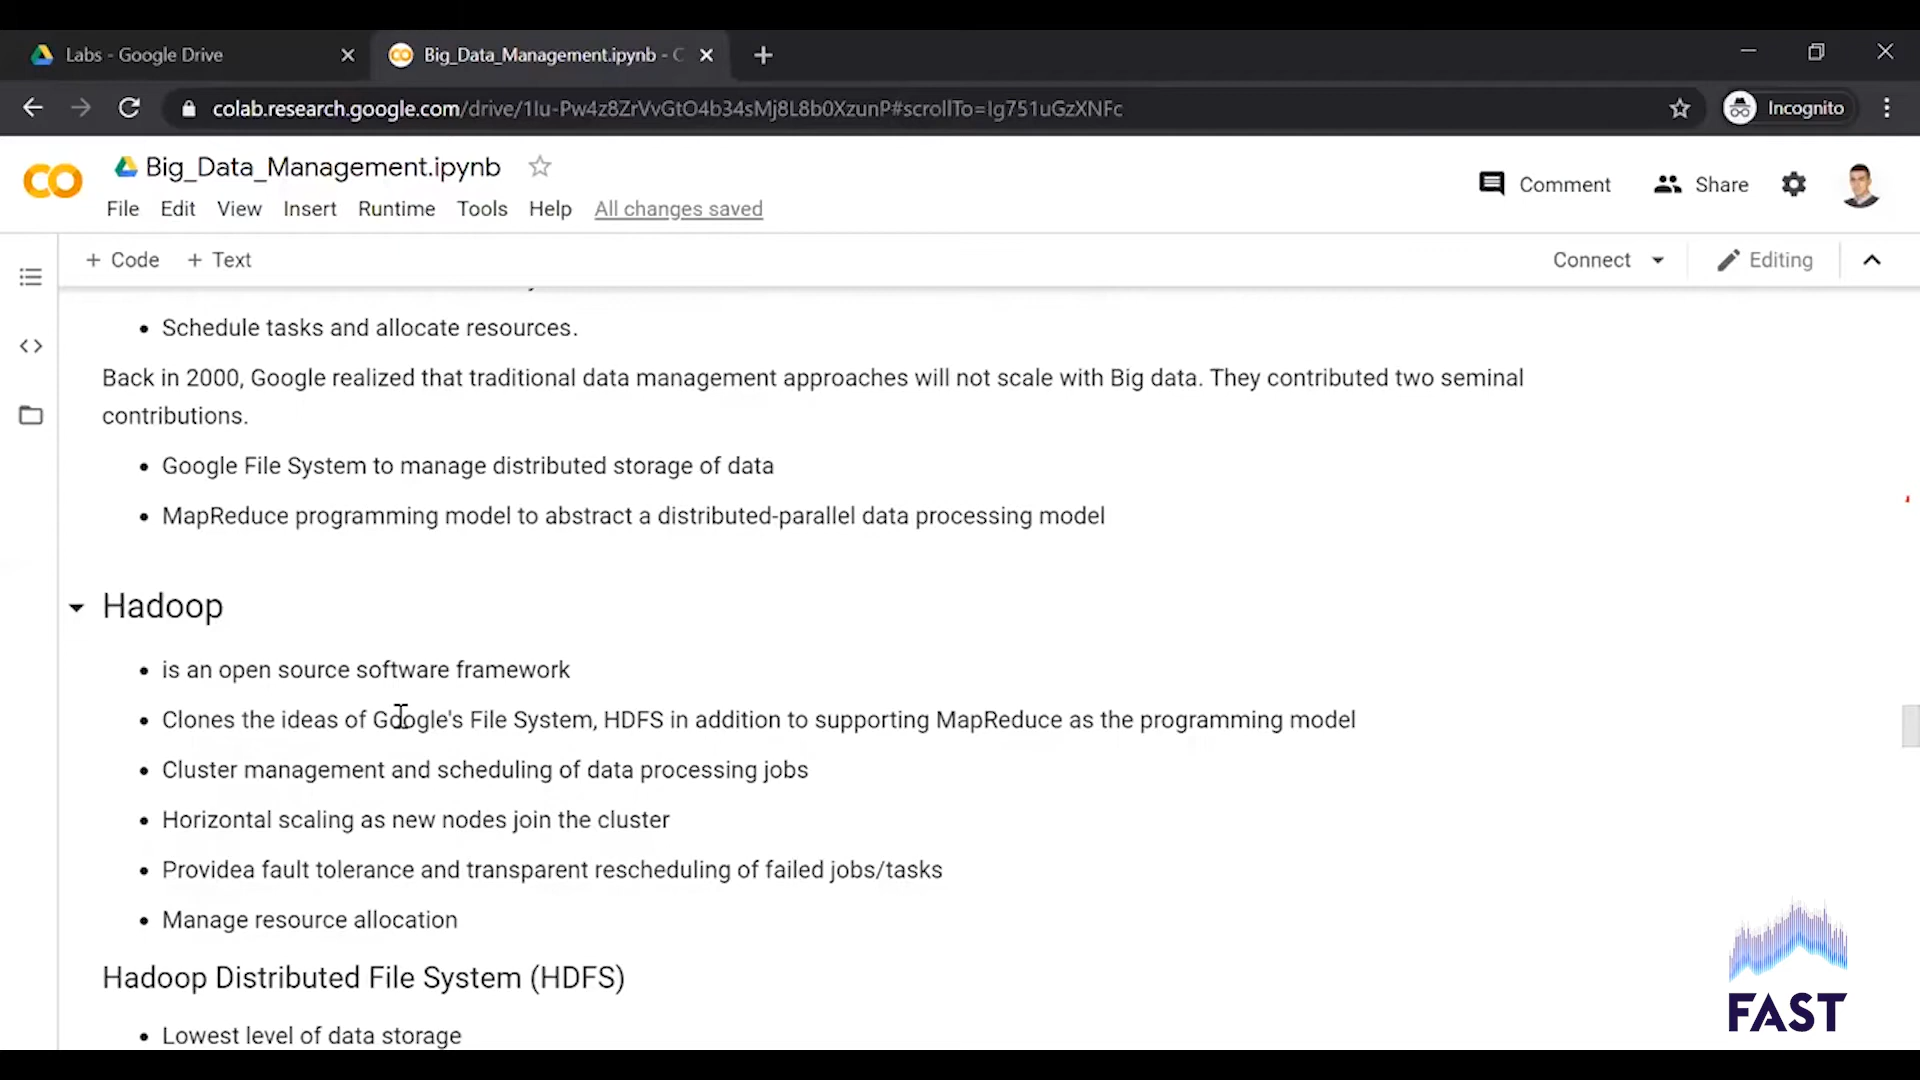 Labs - Google Drive
Big_Data_Management.ipynb - C
colab.research.google.com/drive/1Iu-Pw4z8ZrVvGtO4b34sMj8L8b0XzunP#scrollTo=Ig751uGzXNFc
Incognito
CO
Big_Data_Management.ipynb
Comment
Share
File Edit View Insert Runtime Tools Help All changes saved
+ Code + Text
Connect
Editing
• Schedule tasks and allocate resources.
Back in 2000, Google realized that traditional data management approaches will not scale with Big data. They contributed two seminal
contributions.
• Google File System to manage distributed storage of data
• MapReduce programming model to abstract a distributed-parallel data processing model
Hadoop
• is an open source software framework
• Clones the ideas of Google's File System, HDFS in addition to supporting MapReduce as the programming model
• Cluster management and scheduling of data processing jobs
• Horizontal scaling as new nodes join the cluster
• Providea fault tolerance and transparent rescheduling of failed jobs/tasks
• Manage resource allocation
Hadoop Distributed File System (HDFS)
• Lowest level of data storage
FAST